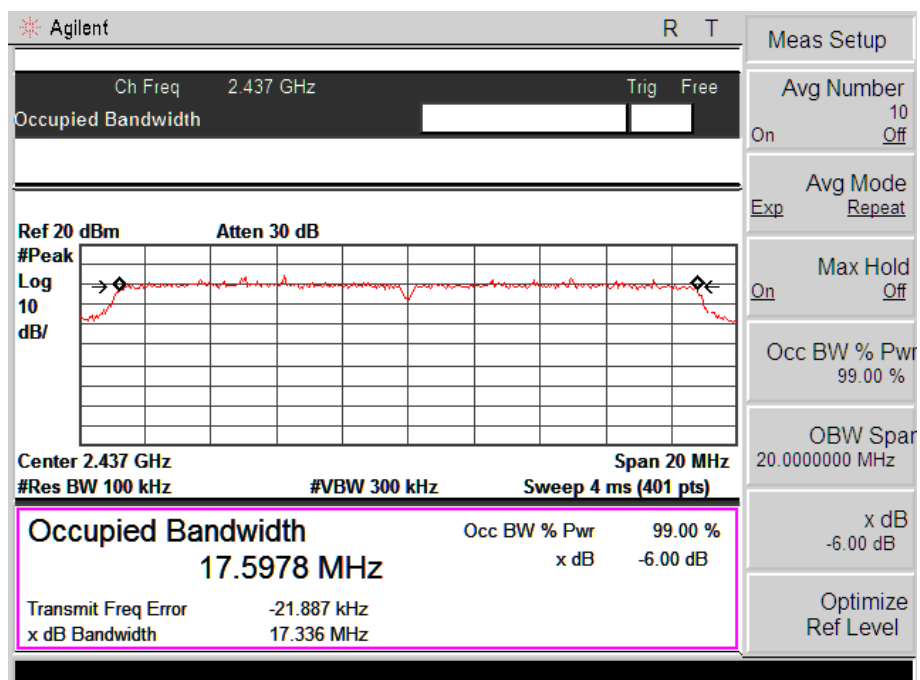 Agilent R T
Ch Freq 2.437 GHz Trig Free
Occupied Bandwidth
Ref 20 dBm Atten 30 dB
#Peak
Log
10
dB/
Center 2.437 GHz Span 20 MHz
#Res BW 100 kHz #VBW 300 kHz Sweep 4 ms (401 pts)
Occupied Bandwidth
17.5978 MHz
Occ BW % Pwr 99.00 %
x dB -6.00 dB
Transmit Freq Error -21.887 kHz
x dB Bandwidth 17.336 MHz
Meas Setup
Avg Number
10
On Off
Avg Mode
Exp Repeat
Max Hold
On Off
Occ BW % Pwr
99.00 %
OBW Span
20.0000000 MHz
x dB
-6.00 dB
Optimize
Ref Level